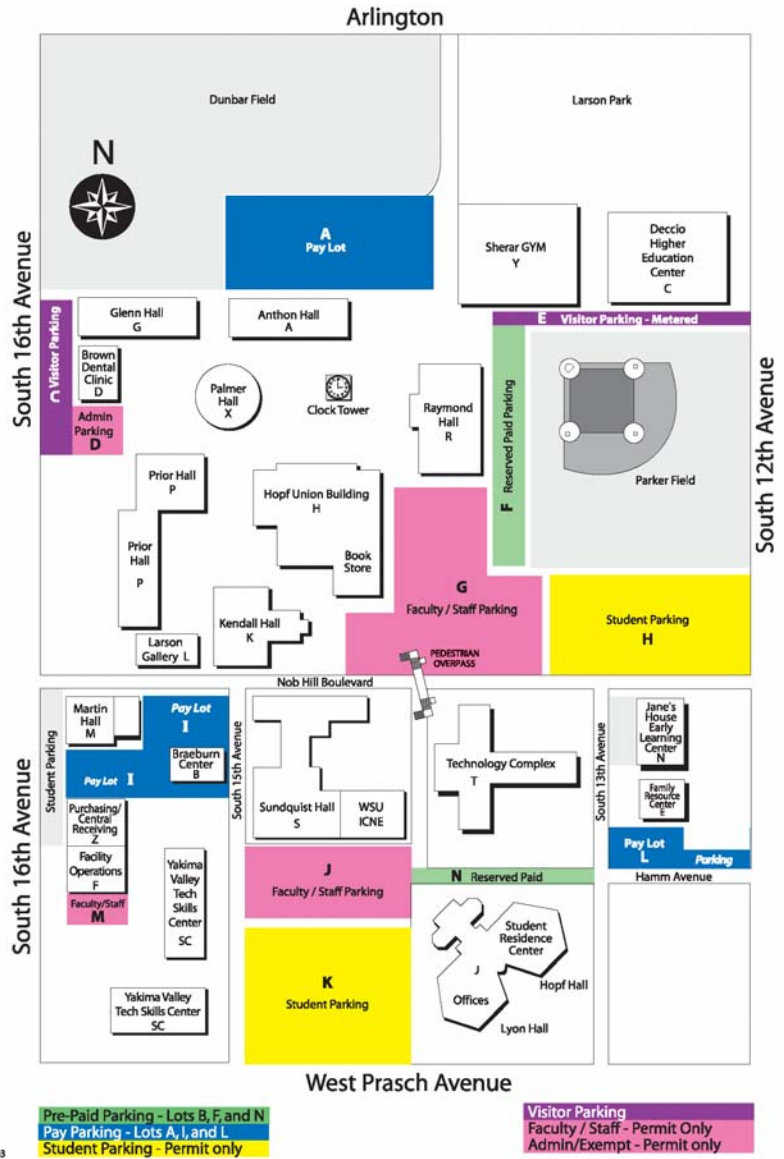 Arlington
Dunbar Field
Larson Park
N
A
Pay Lot
Sherar GYM
Y
Deccio
Higher
Education
Center
C
South 16th Avenue
Glenn Hall
G
Anthon Hall
A
E Visitor Parking - Metered
C Visitor Parking
Brown
Dental
Clinic
D
Palmer
Hall
X
Clock Tower
Raymond
Hall
R
F Reserved Paid Parking
South 12th Avenue
Admin
Parking
D
Prior Hall
P
Hopf Union Building
H
Parker Field
Prior
Hall
P
Book
Store
G
Faculty / Staff Parking
Student Parking
H
Kendall Hall
K
Larson
Gallery L
PEDESTRIAN
OVERPASS
Nob Hill Boulevard
South 16th Avenue
Student Parking
Martin
Hall
M
Pay Lot
I
Braeburn
Center
B
Pay Lot I
South 15th Avenue
Sundquist Hall
S
WSU
ICNE
Technology Complex
T
South 13th Avenue
Jane's
House
Early
Learning
Center
N
Family
Resource
Center
E
Purchasing/
Central
Receiving
Z
Facility
Operations
F
Faculty/Staff
M
Yakima
Valley
Tech
Skills
Center
SC
J
Faculty / Staff Parking
N Reserved Paid
Pay Lot
L
Parking
Hamm Avenue
K
Student Parking
Student
Residence
Center
J
Offices
Hopf Hall
Lyon Hall
Yakima Valley
Tech Skills Center
SC
West Prasch Avenue
Pre-Paid Parking - Lots B, F, and N
Pay Parking - Lots A, I, and L
Student Parking - Permit only
Visitor Parking
Faculty / Staff - Permit Only
Admin/Exempt - Permit only